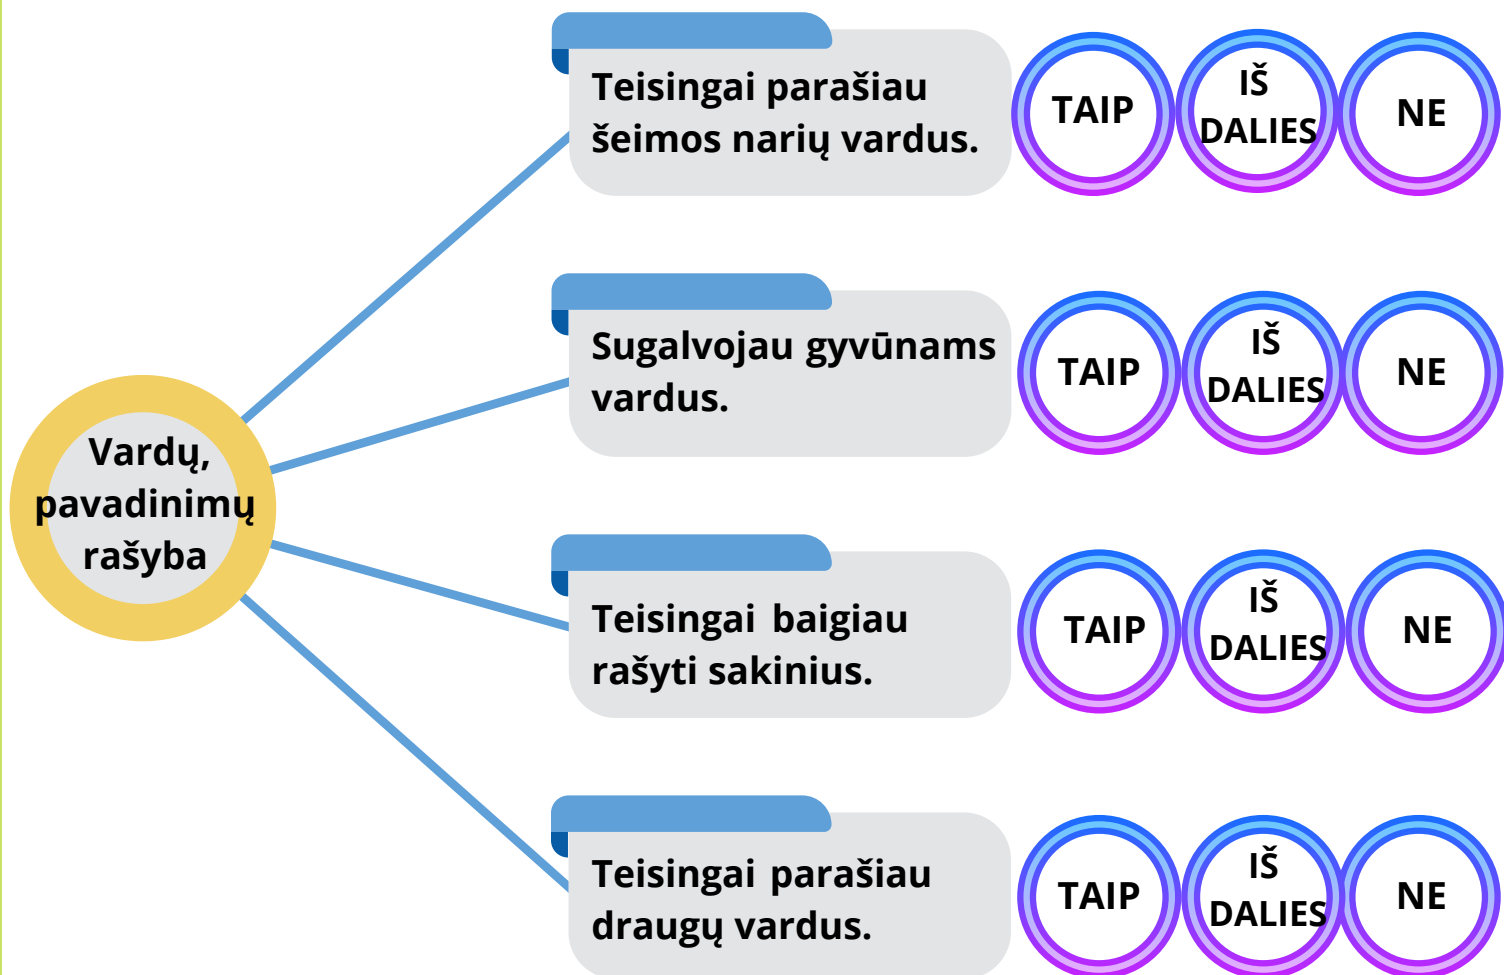 Teisingai parašiau
šeimos narių vardus.
TAIP
IŠ
DALIES
NE
Sugalvojau gyvūnams
vardus.
TAIP
IŠ
DALIES
NE
Vardų,
pavadinimų
rašyba
Teisingai baigiau
rašyti sakinius.
TAIP
IŠ
DALIES
NE
Teisingai parašiau
draugų vardus.
TAIP
IŠ
DALIES
NE